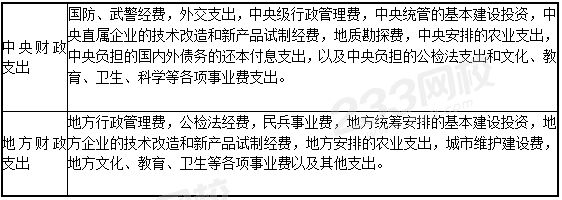 中央财政支出
国防、武警经费，外交支出，中央级行政管理费，中央统管的基本建设投资，中
央直属企业的技术改造和新产品试制经费，地质勘探费，中央安排的农业支出，
中央负担的国内外债务的还本付息支出，以及中央负担的公检法支出和文化、教
育、卫生、科学等各项事业费支出。
地方财政支出
地方行政管理费，公检法经费，民兵事业费，地方统筹安排的基本建设投资，地
方企业的技术改造和新产品试制经费，地方安排的农业支出，城市维护建设费，
地方文化、教育、卫生等各项事业费以及其他支出。
233网校